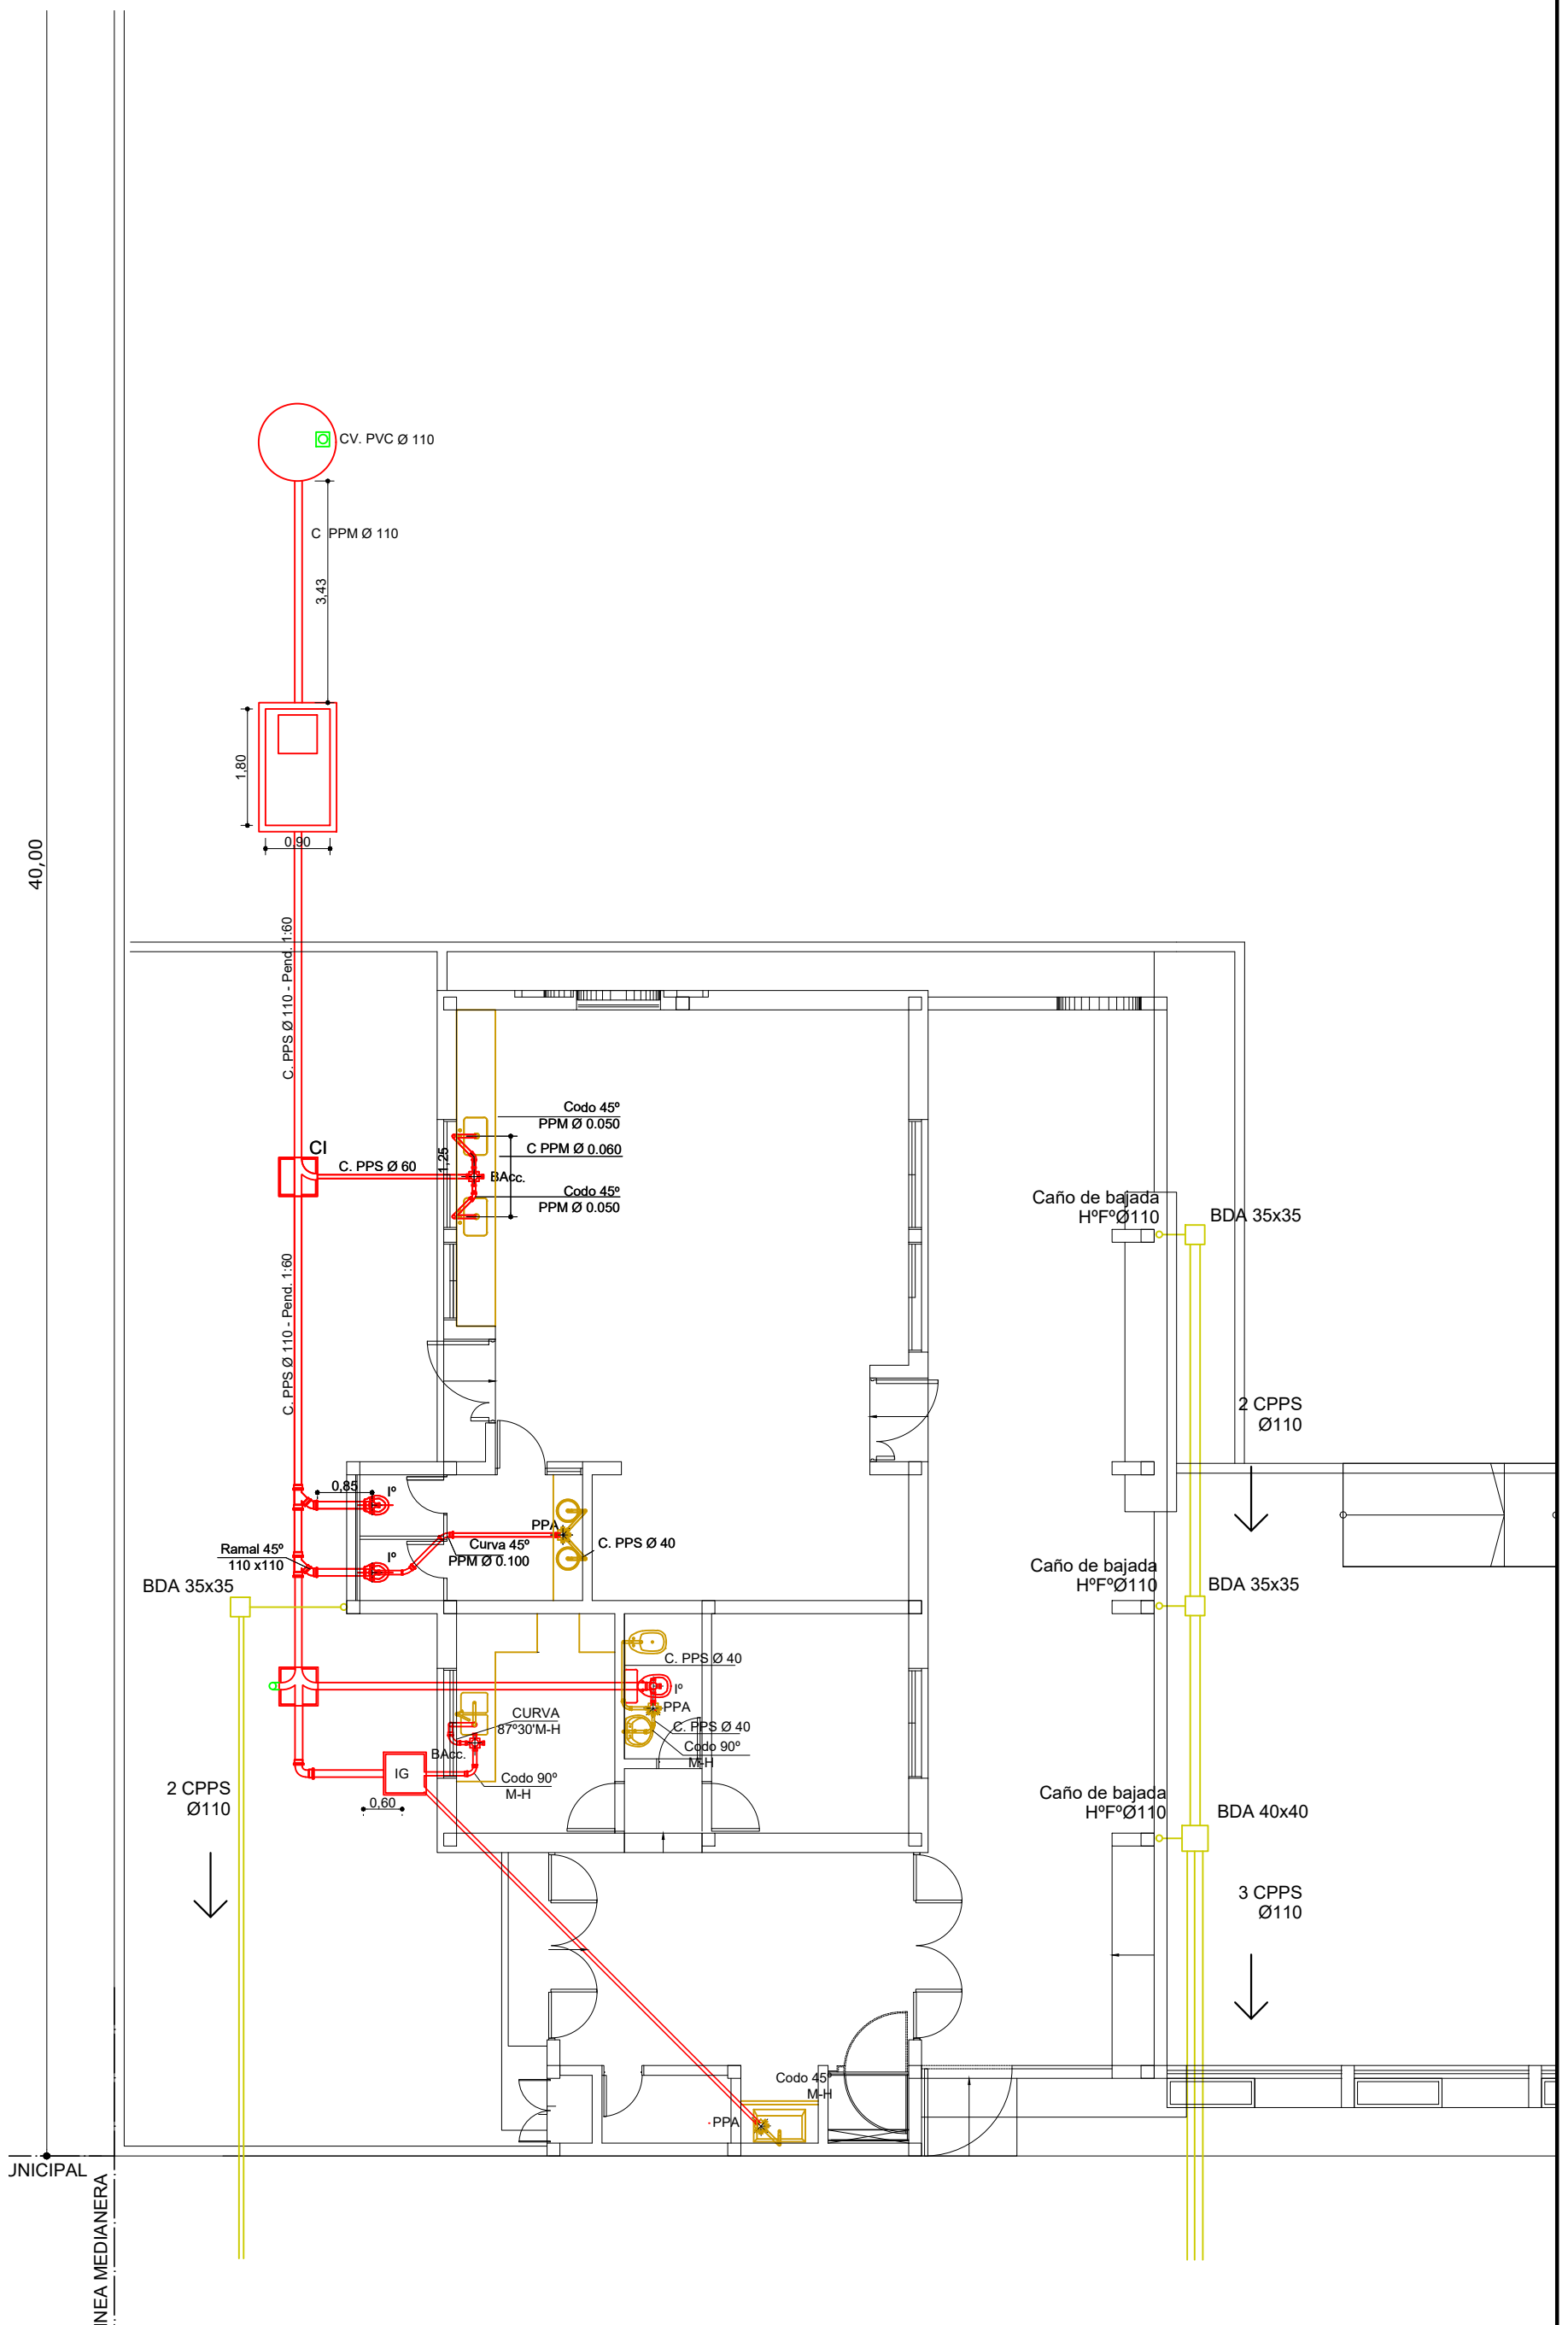 CV. PVC Ø 110
C PPM Ø 110
3,43
1,80
0,90
40,00
C. PPS Ø 110 - Pend. 1:60
Codo 45º
PPM Ø 0.050
C PPM Ø 0.060
CI
C. PPS Ø 60
1,25
BAcc.
Codo 45º
PPM Ø 0.050
Caño de bajada
HºFºØ110
BDA 35x35
C. PPS Ø 110 - Pend. 1:60
2 CPPS
Ø110
0,85
Iº
PPA
Curva 45º
PPM Ø 0.100
C. PPS Ø 40
Ramal 45º
110 x110
Iº
BDA 35x35
Caño de bajada
HºFºØ110
BDA 35x35
C. PPS Ø 40
Iº
PPA
CURVA
87º30'M-H
C. PPS Ø 40
Codo 90º
M-H
BAcc.
IG
Codo 90º
M-H
0,60
2 CPPS
Ø110
Caño de bajada
HºFºØ110
BDA 40x40
3 CPPS
Ø110
Codo 45º
M-H
PPA
UNICIPAL
INEA MEDIANERA